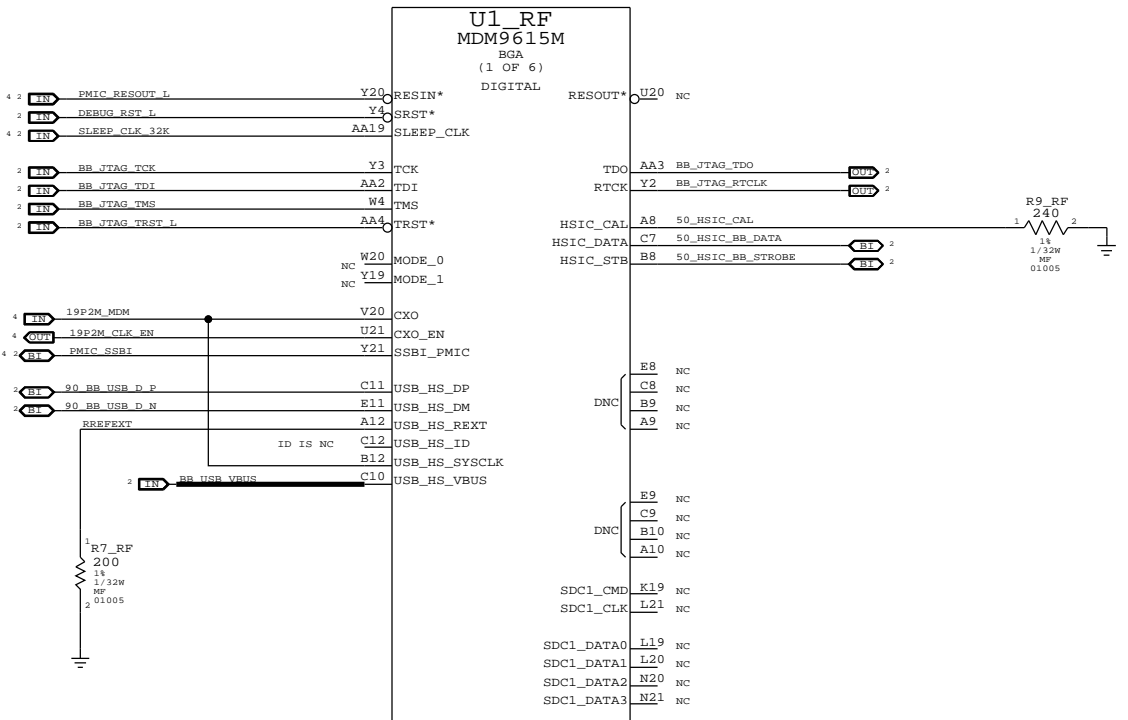 U1_RF
MDM9615M
BGA
(1 OF 6)
DIGITAL
4 2 IN PMIC_RESOUT_L Y20 RESIN*
2 IN DEBUG_RST_L Y4 SRST*
4 2 IN SLEEP_CLK_32K AA19 SLEEP_CLK
2 IN BB_JTAG_TCK Y3 TCK
2 IN BB_JTAG_TDI AA2 TDI
2 IN BB_JTAG_TMS W4 TMS
2 IN BB_JTAG_TRST_L AA4 TRST*
NC W20 MODE_0
NC Y19 MODE_1
4 IN 19P2M_MDM V20 CXO
4 OUT 19P2M_CLK_EN U21 CXO_EN
4 2 BI PMIC_SSBI Y21 SSBI_PMIC
2 BI 90_BB_USB_D_P C11 USB_HS_DP
2 BI 90_BB_USB_D_N E11 USB_HS_DM
RREFEXT A12 USB_HS_REXT
ID IS NC C12 USB_HS_ID
B12 USB_HS_SYSCLK
2 IN BB_USB_VBUS C10 USB_HS_VBUS
1
R7_RF
200
1%
1/32W
MF
01005
2
RESOUT* U20 NC
TDO AA3 BB_JTAG_TDO OUT 2
RTCK Y2 BB_JTAG_RTCLK OUT 2
HSIC_CAL A8 50_HSIC_CAL
HSIC_DATA C7 50_HSIC_BB_DATA BI 2
HSIC_STB B8 50_HSIC_BB_STROBE BI 2
R9_RF
240
1 2
1%
1/32W
MF
01005
E8 NC
C8 NC
DNC
B9 NC
A9 NC
E9 NC
C9 NC
DNC
B10 NC
A10 NC
SDC1_CMD K19 NC
SDC1_CLK L21 NC
SDC1_DATA0 L19 NC
SDC1_DATA1 L20 NC
SDC1_DATA2 N20 NC
SDC1_DATA3 N21 NC